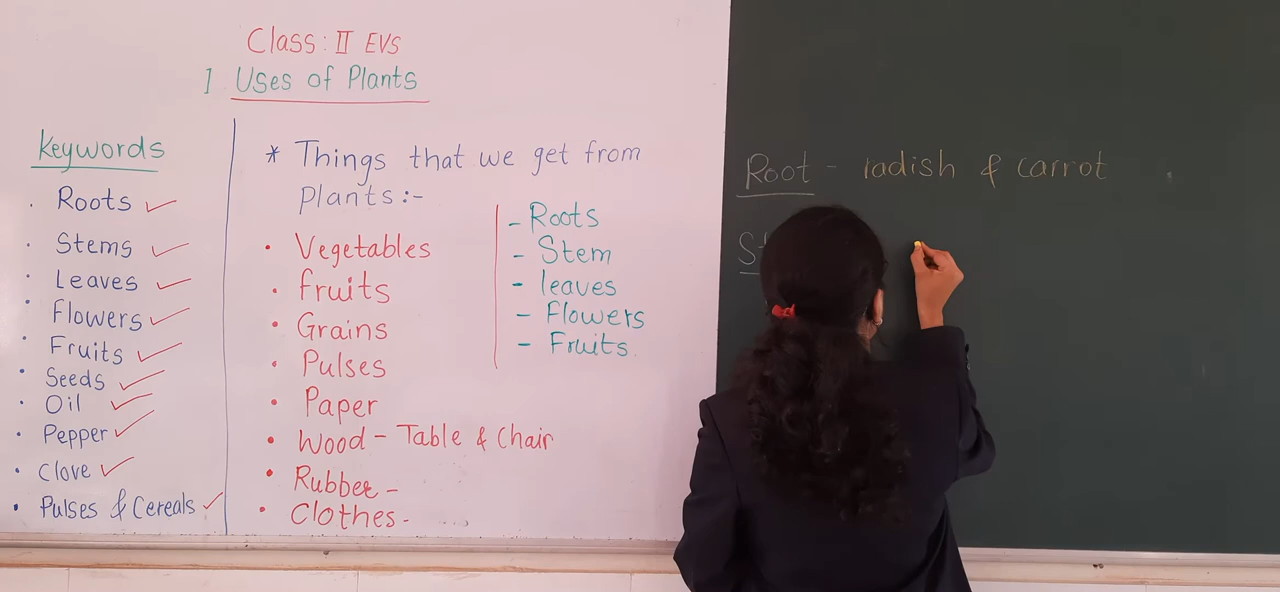 Class: II EVS
I Uses of Plants
Keywords
Roots
Stems
Leaves
Flowers
Fruits
Seeds
Oil
Pepper
Clove
Pulses & Cereals
* Things that we get from
Plants:-
• Vegetables
• fruits
• Grains
• Pulses
• Paper
• Wood - Table & Chair
• Rubber -
• Clothes -
- Roots
- Stem
- leaves
- Flowers
- Fruits.
Root - radish & carrot